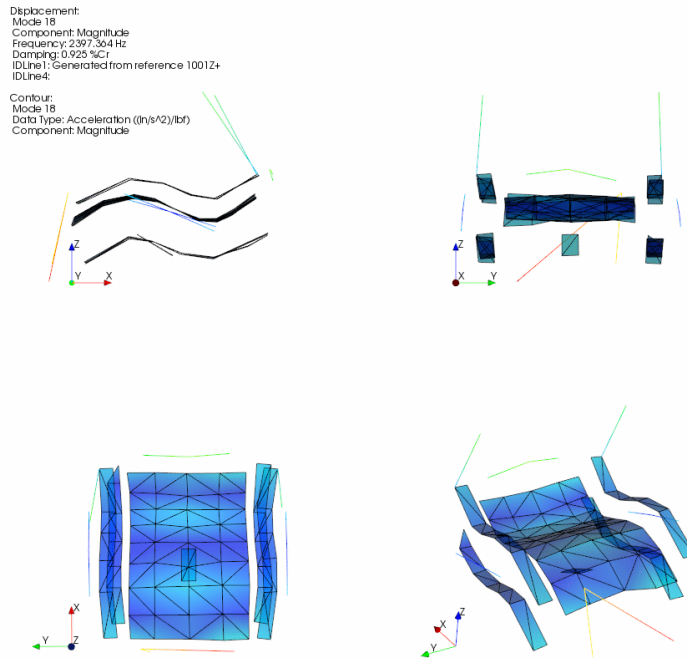 Displacement:
Mode 18
Component: Magnitude
Frequency: 2397.364 Hz
Damping: 0.925 %Cr
IDLine1: Generated from reference 1001Z+
IDLine4:
Contour:
Mode 18
Data Type: Acceleration ((in/s^2)/lbf)
Component: Magnitude
Z
Y
X
Z
X
Y
X
Y
Z
Z
X
Y